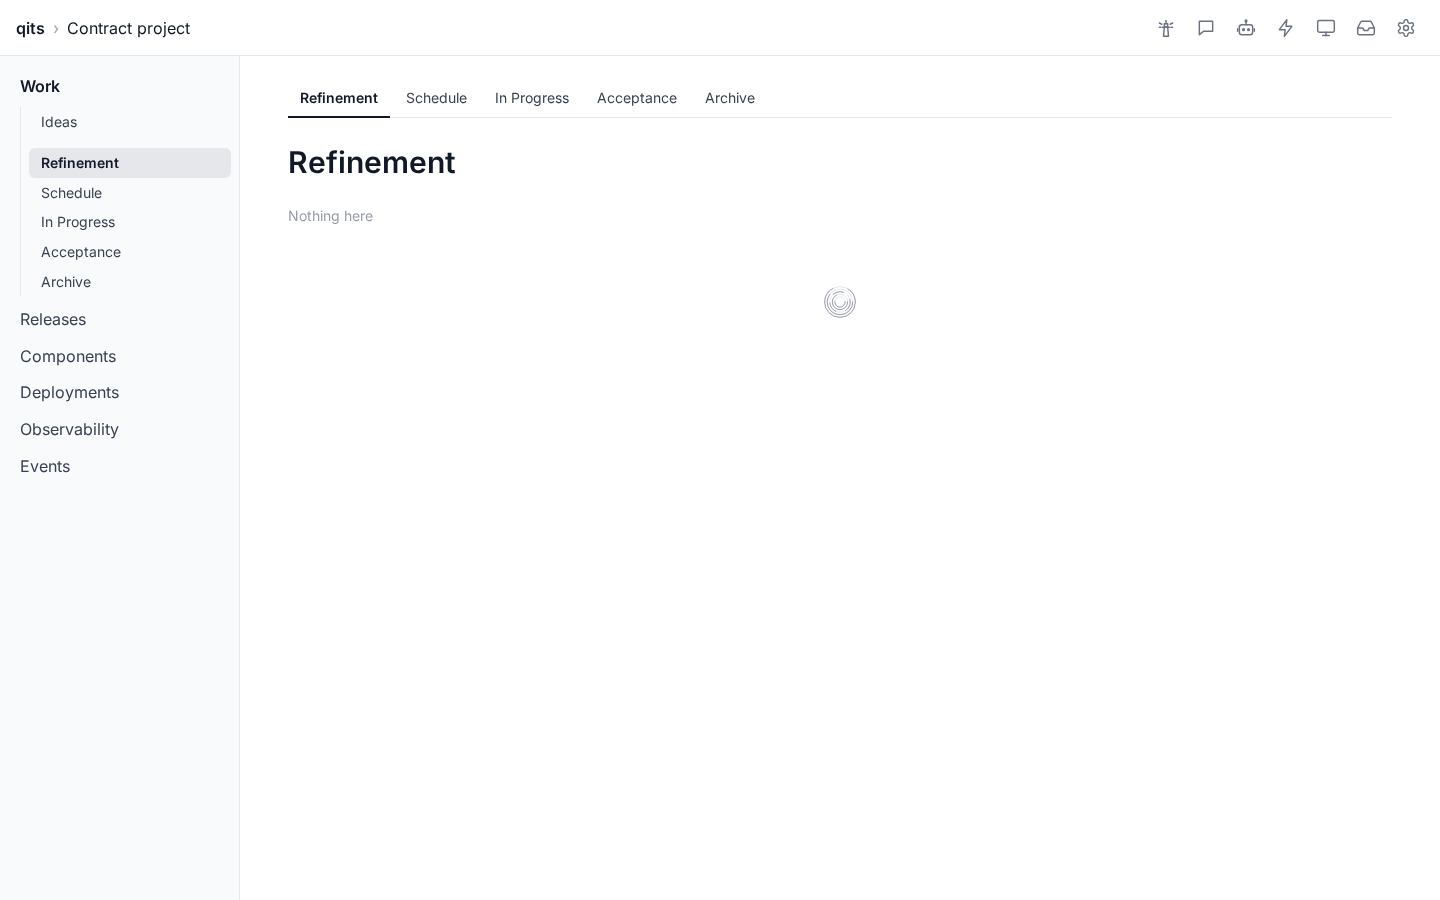 qits › Contract project
Work
Ideas
Refinement
Schedule
In Progress
Acceptance
Archive
Releases
Components
Deployments
Observability
Events
Refinement Schedule In Progress Acceptance Archive
Refinement
Nothing here